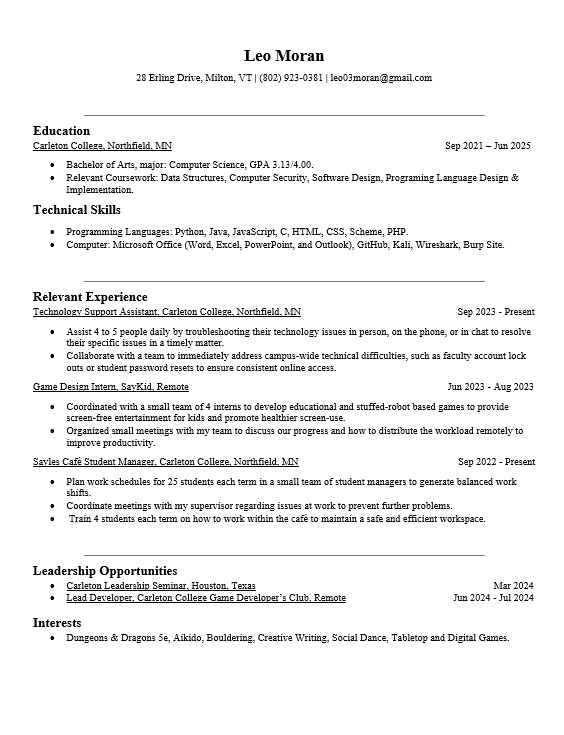 Leo Moran
28 Erling Drive, Milton, VT | (802) 923-0381 | leo03moran@gmail.com
Education
Carleton College, Northfield, MN Sep 2021 – Jun 2025
• Bachelor of Arts, major: Computer Science, GPA 3.13/4.00.
• Relevant Coursework: Data Structures, Computer Security, Software Design, Programing Language Design &
Implementation.
Technical Skills
• Programming Languages: Python, Java, JavaScript, C, HTML, CSS, Scheme, PHP.
• Computer: Microsoft Office (Word, Excel, PowerPoint, and Outlook), GitHub, Kali, Wireshark, Burp Site.
Relevant Experience
Technology Support Assistant, Carleton College, Northfield, MN Sep 2023 - Present
• Assist 4 to 5 people daily by troubleshooting their technology issues in person, on the phone, or in chat to resolve
their specific issues in a timely matter.
• Collaborate with a team to immediately address campus-wide technical difficulties, such as faculty account lock
outs or student password resets to ensure consistent online access.
Game Design Intern, SavKid, Remote Jun 2023 - Aug 2023
• Coordinated with a small team of 4 interns to develop educational and stuffed-robot based games to provide
screen-free entertainment for kids and promote healthy screen-time use.
• Organized small meetings with my team to discuss our progress and how to distribute the workload remotely to
improve productivity.
Sayles Café Student Manager, Carleton College, Northfield, MN Sep 2022 - Present
• Plan work schedules for 25 students each term in a small team of student managers to generate balanced work
shifts.
• Coordinate meetings with my supervisor regarding issues at work to prevent further problems.
• Train 4 students each term on how to work within the café to maintain a safe and efficient workspace.
Leadership Opportunities
• Carleton Leadership Seminar, Houston, Texas Mar 2024
• Lead Developer, Carleton College Game Developer’s Club, Remote Jun 2024 - Jul 2024
Interests
• Dungeons & Dragons 5e, Aikido, Bouldering, Creative Writing, Social Dance, Tabletop and Digital Games.